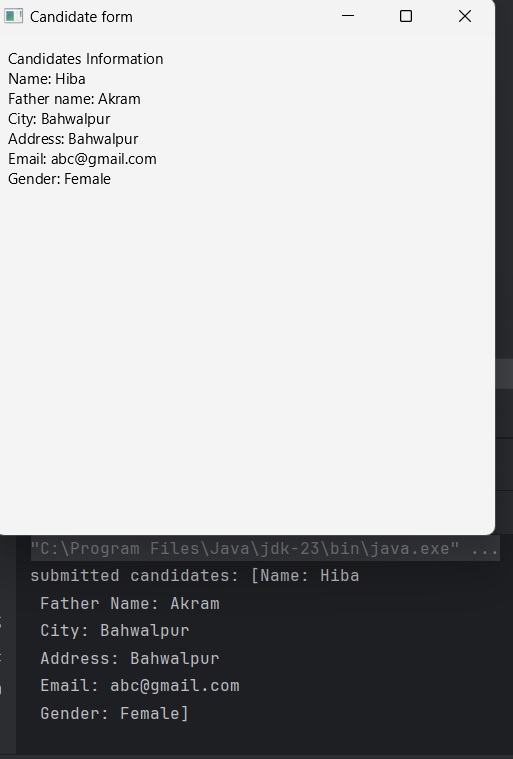 Candidate form
Candidates Information
Name: Hiba
Father name: Akram
City: Bahwalpur
Address: Bahwalpur
Email: abc@gmail.com
Gender: Female
"C:\Program Files\Java\jdk-23\bin\java.exe" ...
submitted candidates: [Name: Hiba
Father Name: Akram
City: Bahwalpur
Address: Bahwalpur
Email: abc@gmail.com
Gender: Female]